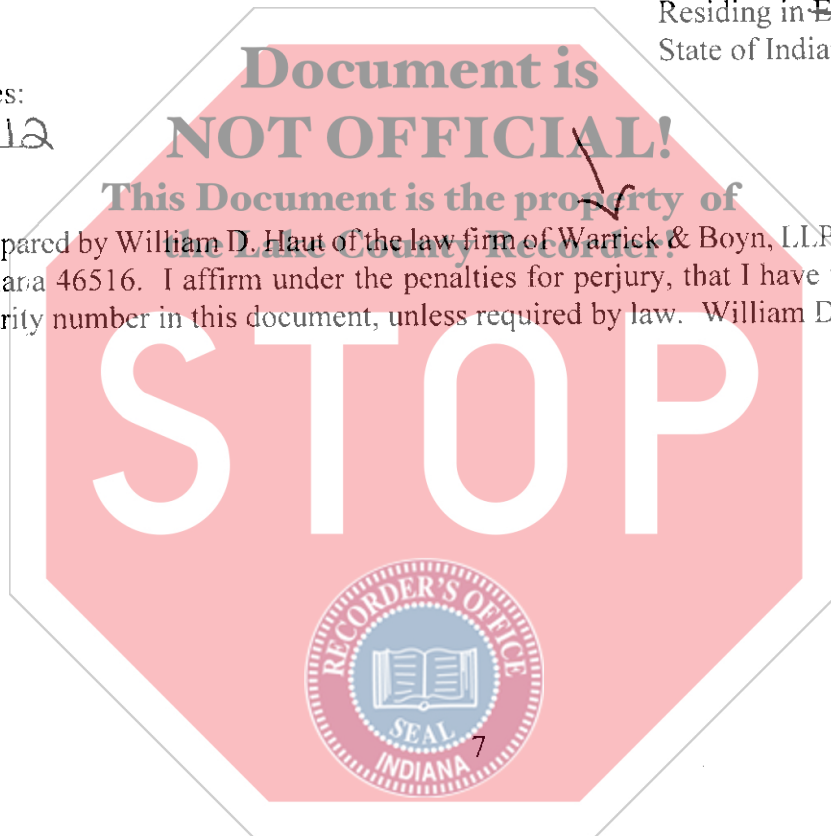 Residing in E
State of India
Document is
es:
12
NOT OFFICIAL!
This Document is the property of
the Lake County Recorder!
pared by William D. Haut of the law firm of Warrick & Boyn, LLP
ana 46516. I affirm under the penalties for perjury, that I have
rity number in this document, unless required by law. William D
STOP
RECORDER'S OFFICE
SEAL
INDIANA
7